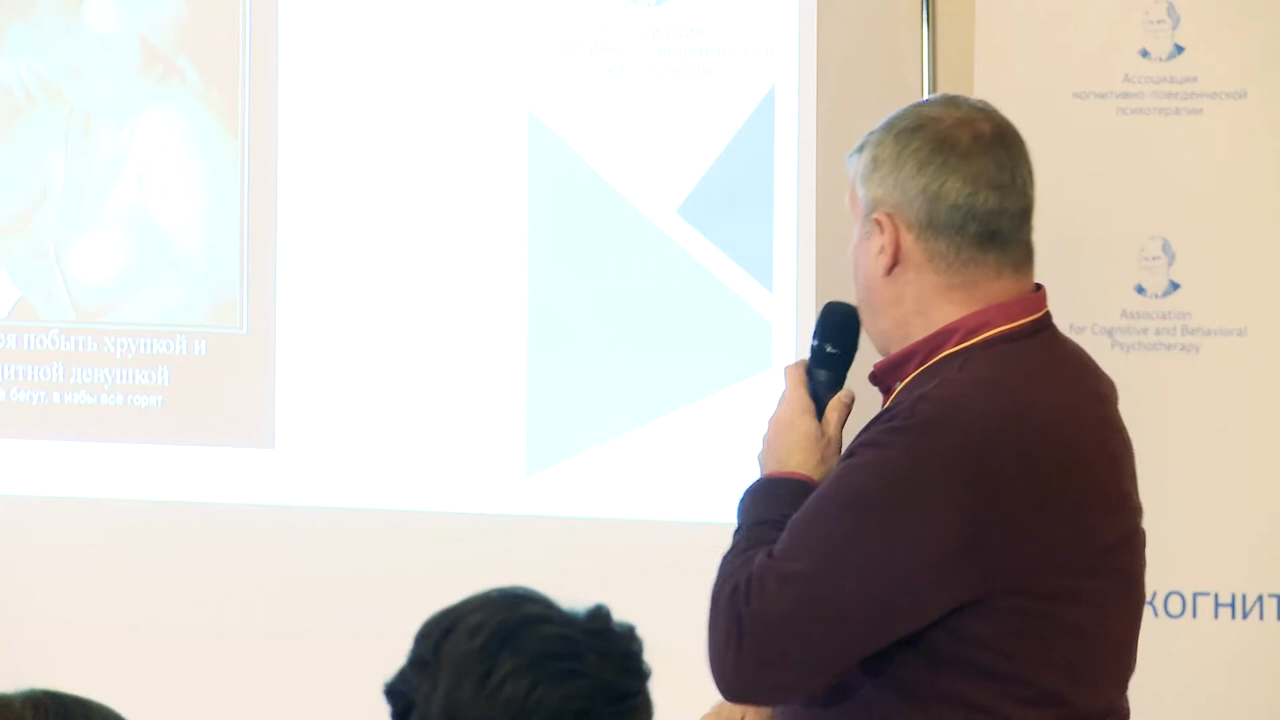 ся побыть хрупкой и
итной девушкой
бегут, а избы всё горят
Ассоциация
когнитивно-поведенческой
психотерапии
Association
for Cognitive and Behavioral
Psychotherapy
когнит